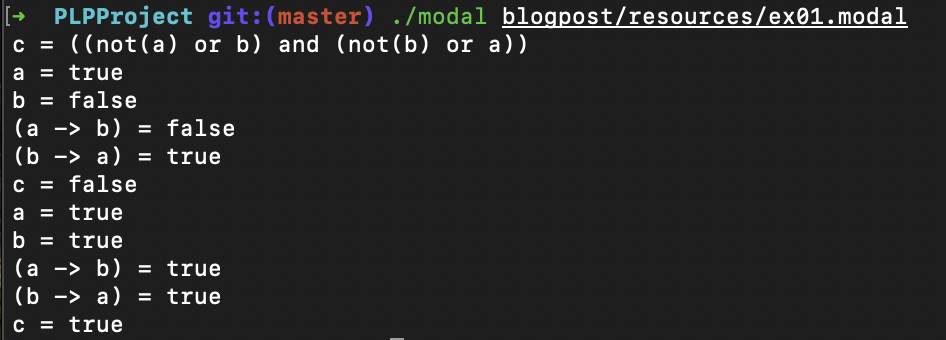 [➜ PLPProject git:(master) ./modal blogpost/resources/ex01.modal
c = ((not(a) or b) and (not(b) or a))
a = true
b = false
(a -> b) = false
(b -> a) = true
c = false
a = true
b = true
(a -> b) = true
(b -> a) = true
c = true